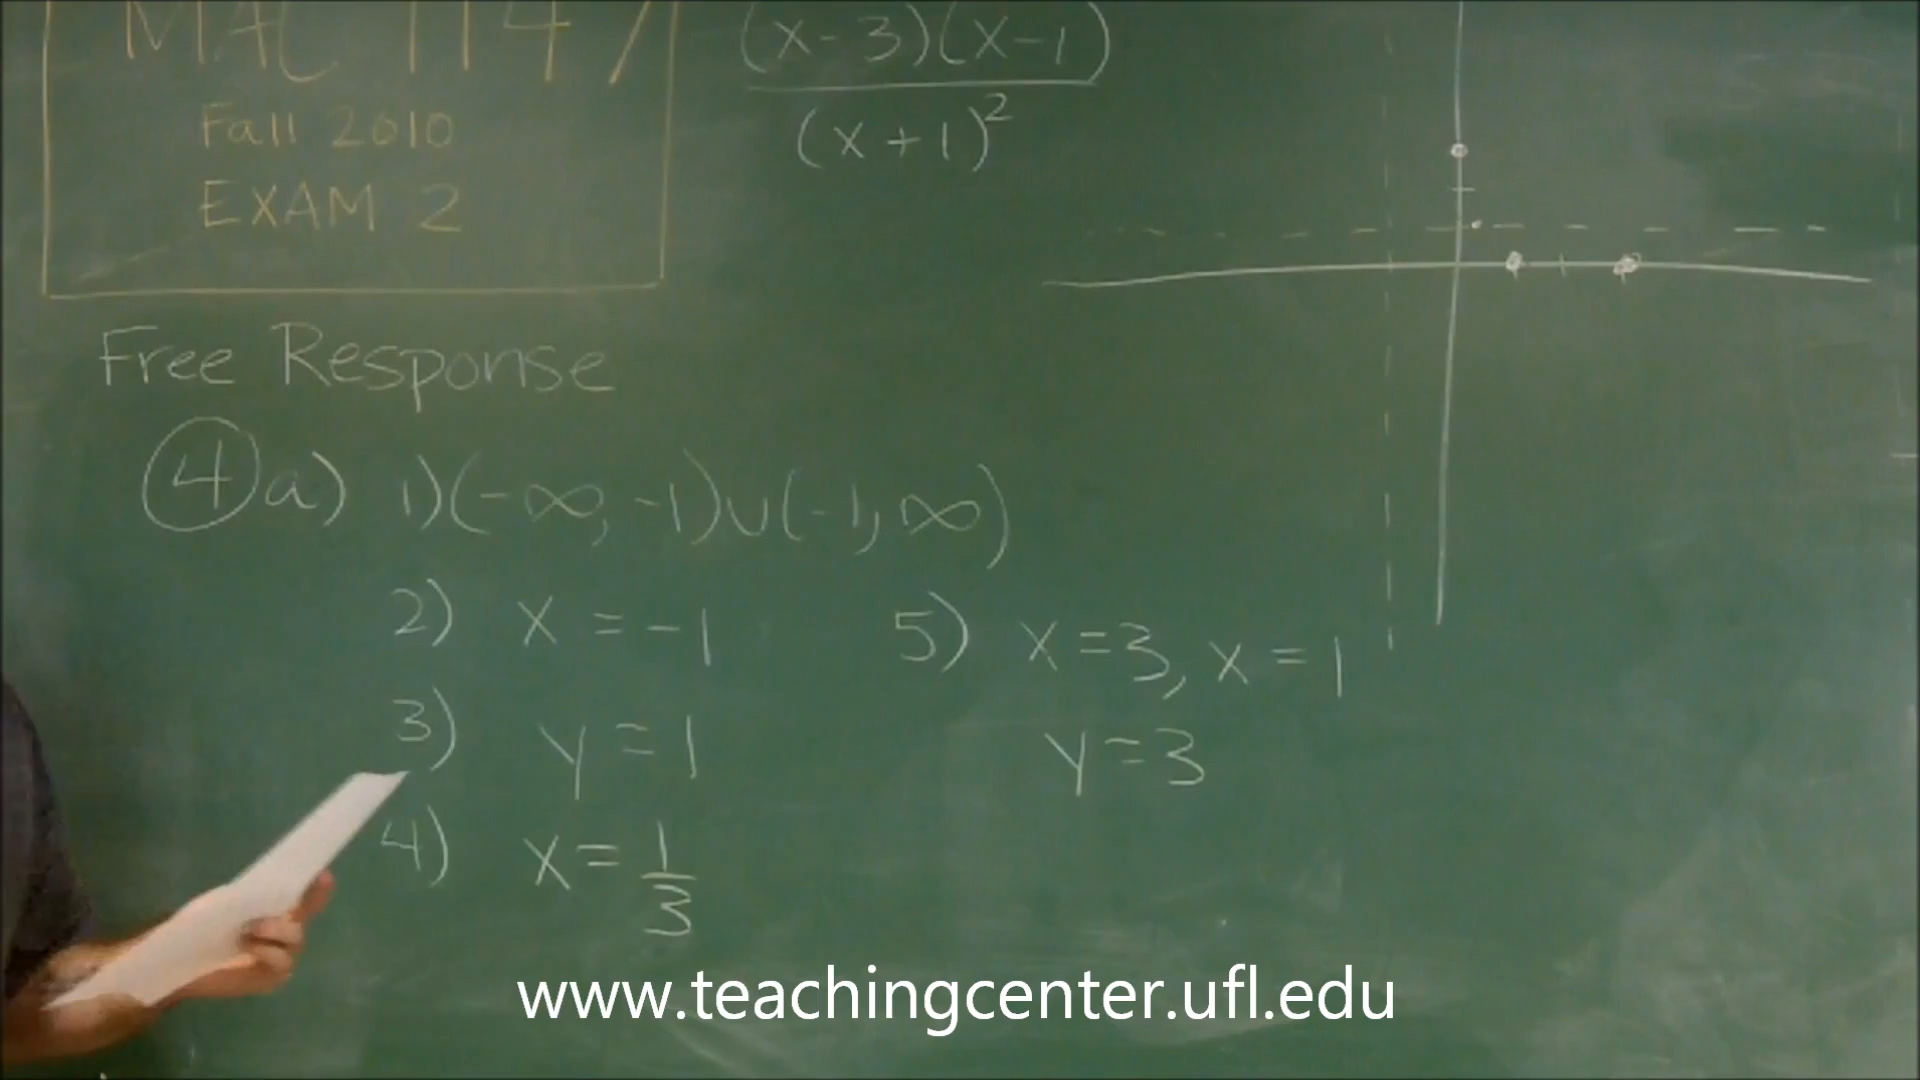 MAC 1147
Fall 2010
EXAM 2
(x-3)(x-1)
(x+1)²
Free Response
4 a) 1) (-∞, -1)∪(-1, ∞)
2) x = -1
3) y = 1
4) x = 1/3
5) x = 3, x = 1
y = 3
www.teachingcenter.ufl.edu